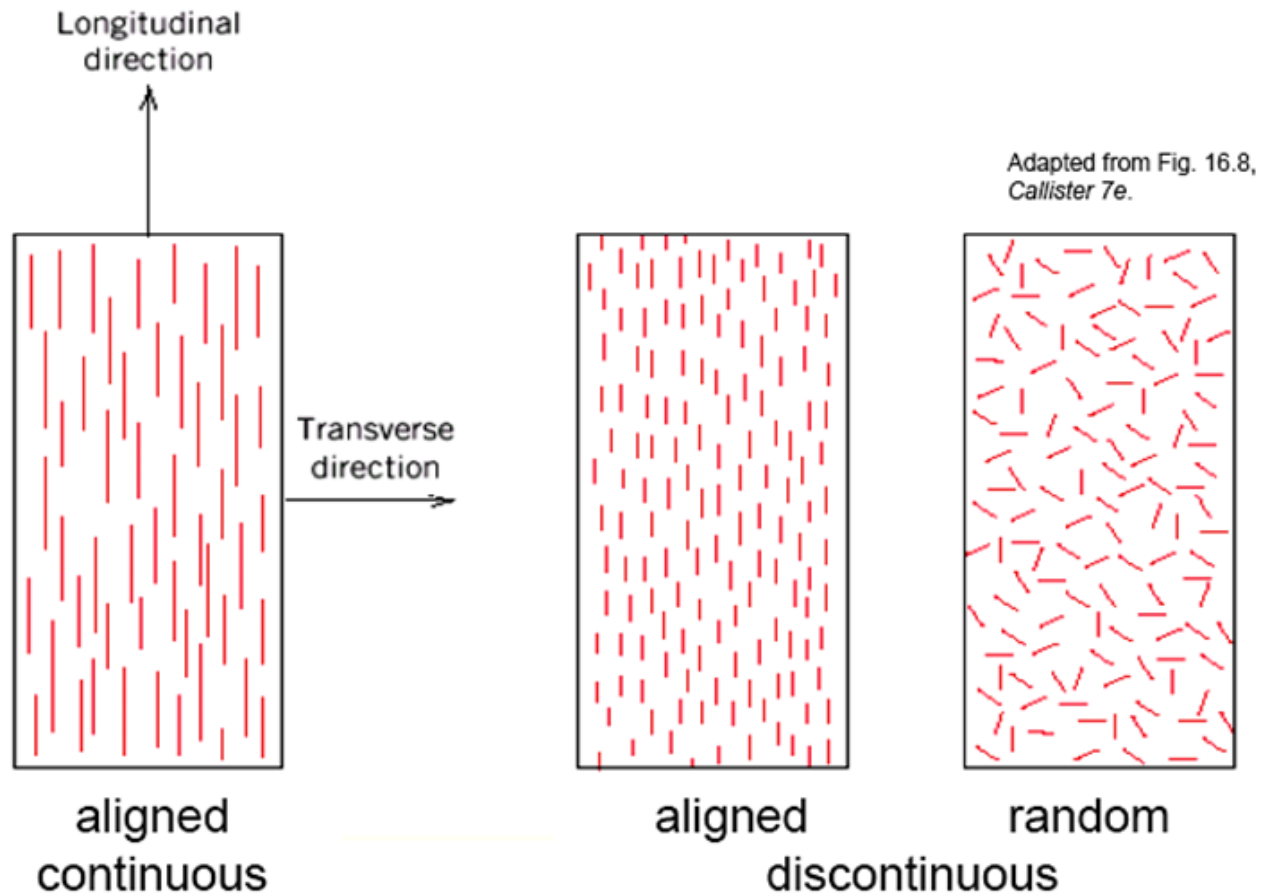 Longitudinal
direction
Adapted from Fig. 16.8,
Callister 7e.
Transverse
direction
aligned
continuous
aligned
random
discontinuous